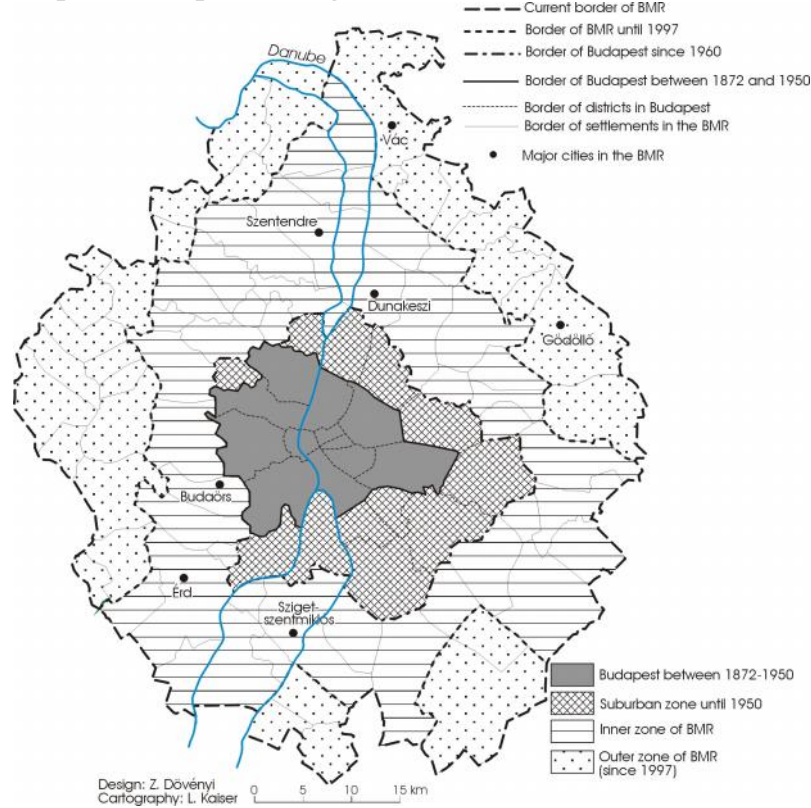 Current border of BMR
Border of BMR until 1997
Border of Budapest since 1960
Border of Budapest between 1872 and 1950
Border of districts in Budapest
Border of settlements in the BMR
Major cities in the BMR
Danube
Vác
Szentendre
Dunakeszi
Gödöllő
Budaörs
Érd
Sziget-
szentmiklós
Budapest between 1872-1950
Suburban zone until 1950
Inner zone of BMR
Outer zone of BMR
(since 1997)
Design: Z. Dövényi
Cartography: L. Kaiser
0 5 10 15 km